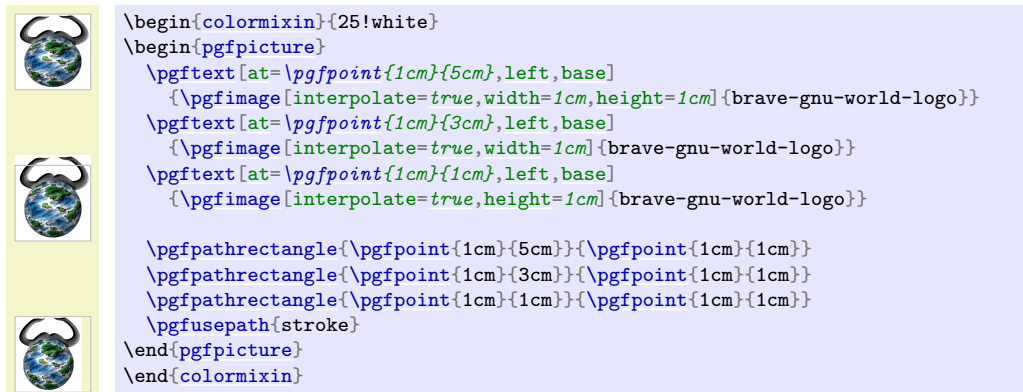 \begin{colormixin}{25!white}
\begin{pgfpicture}
\pgftext[at=\pgfpoint{1cm}{5cm},left,base]
{\pgfimage[interpolate=true,width=1cm,height=1cm]{brave-gnu-world-logo}}
\pgftext[at=\pgfpoint{1cm}{3cm},left,base]
{\pgfimage[interpolate=true,width=1cm]{brave-gnu-world-logo}}
\pgftext[at=\pgfpoint{1cm}{1cm},left,base]
{\pgfimage[interpolate=true,height=1cm]{brave-gnu-world-logo}}
\pgfpathrectangle{\pgfpoint{1cm}{5cm}}{\pgfpoint{1cm}{1cm}}
\pgfpathrectangle{\pgfpoint{1cm}{3cm}}{\pgfpoint{1cm}{1cm}}
\pgfpathrectangle{\pgfpoint{1cm}{1cm}}{\pgfpoint{1cm}{1cm}}
\pgfusepath{stroke}
\end{pgfpicture}
\end{colormixin}